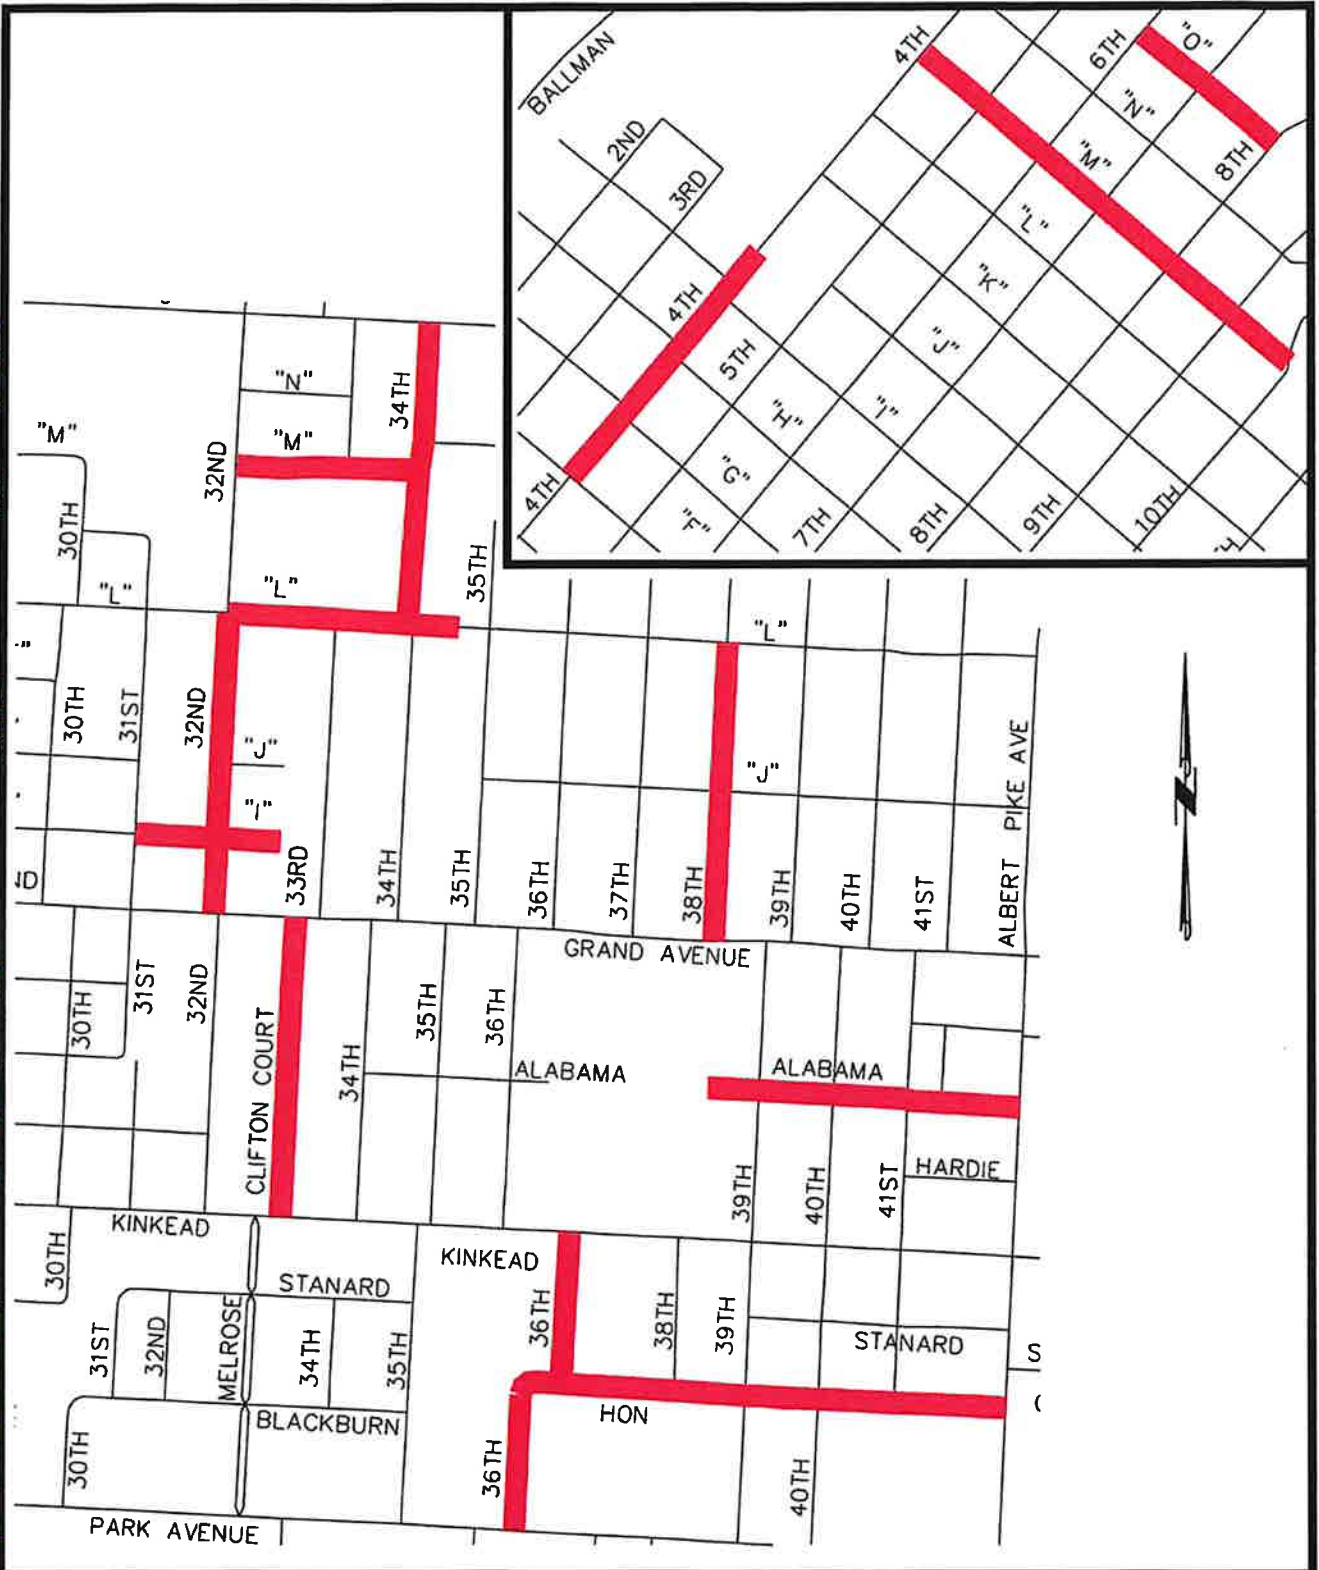 BALLMAN
4TH
6TH
"O"
2ND
"N"
3RD
"M"
8TH
"L"
4TH
"K"
5TH
"J"
"H"
"I"
4TH
"G"
"F"
7TH
8TH
9TH
10TH
"N"
34TH
"M"
"M"
32ND
30TH
"L"
"L"
35TH
"L"
30TH
31ST
32ND
"J"
"J"
"I"
33RD
34TH
35TH
36TH
37TH
38TH
39TH
40TH
41ST
ALBERT PIKE AVE
GRAND AVENUE
30TH
31ST
32ND
CLIFTON COURT
34TH
35TH
36TH
ALABAMA
ALABAMA
HARDIE
39TH
40TH
41ST
KINKEAD
KINKEAD
30TH
STANARD
36TH
38TH
39TH
STANARD
S
31ST
32ND
MELROSE
34TH
35TH
BLACKBURN
HON
30TH
36TH
40TH
PARK AVENUE
N